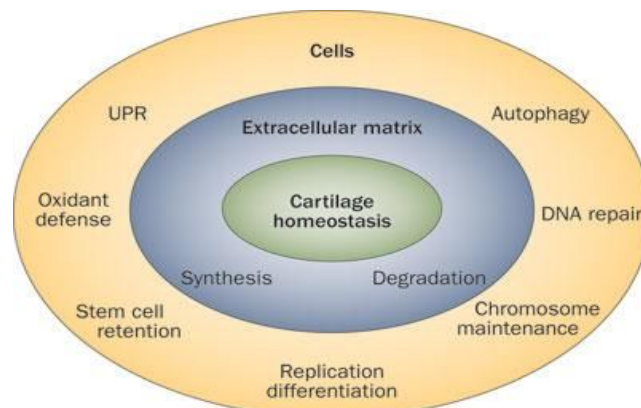 Cells
UPR
Autophagy
Extracellular matrix
Oxidant
defense
Cartilage
homeostasis
DNA repair
Synthesis
Degradation
Stem cell
retention
Chromosome
maintenance
Replication
differentiation